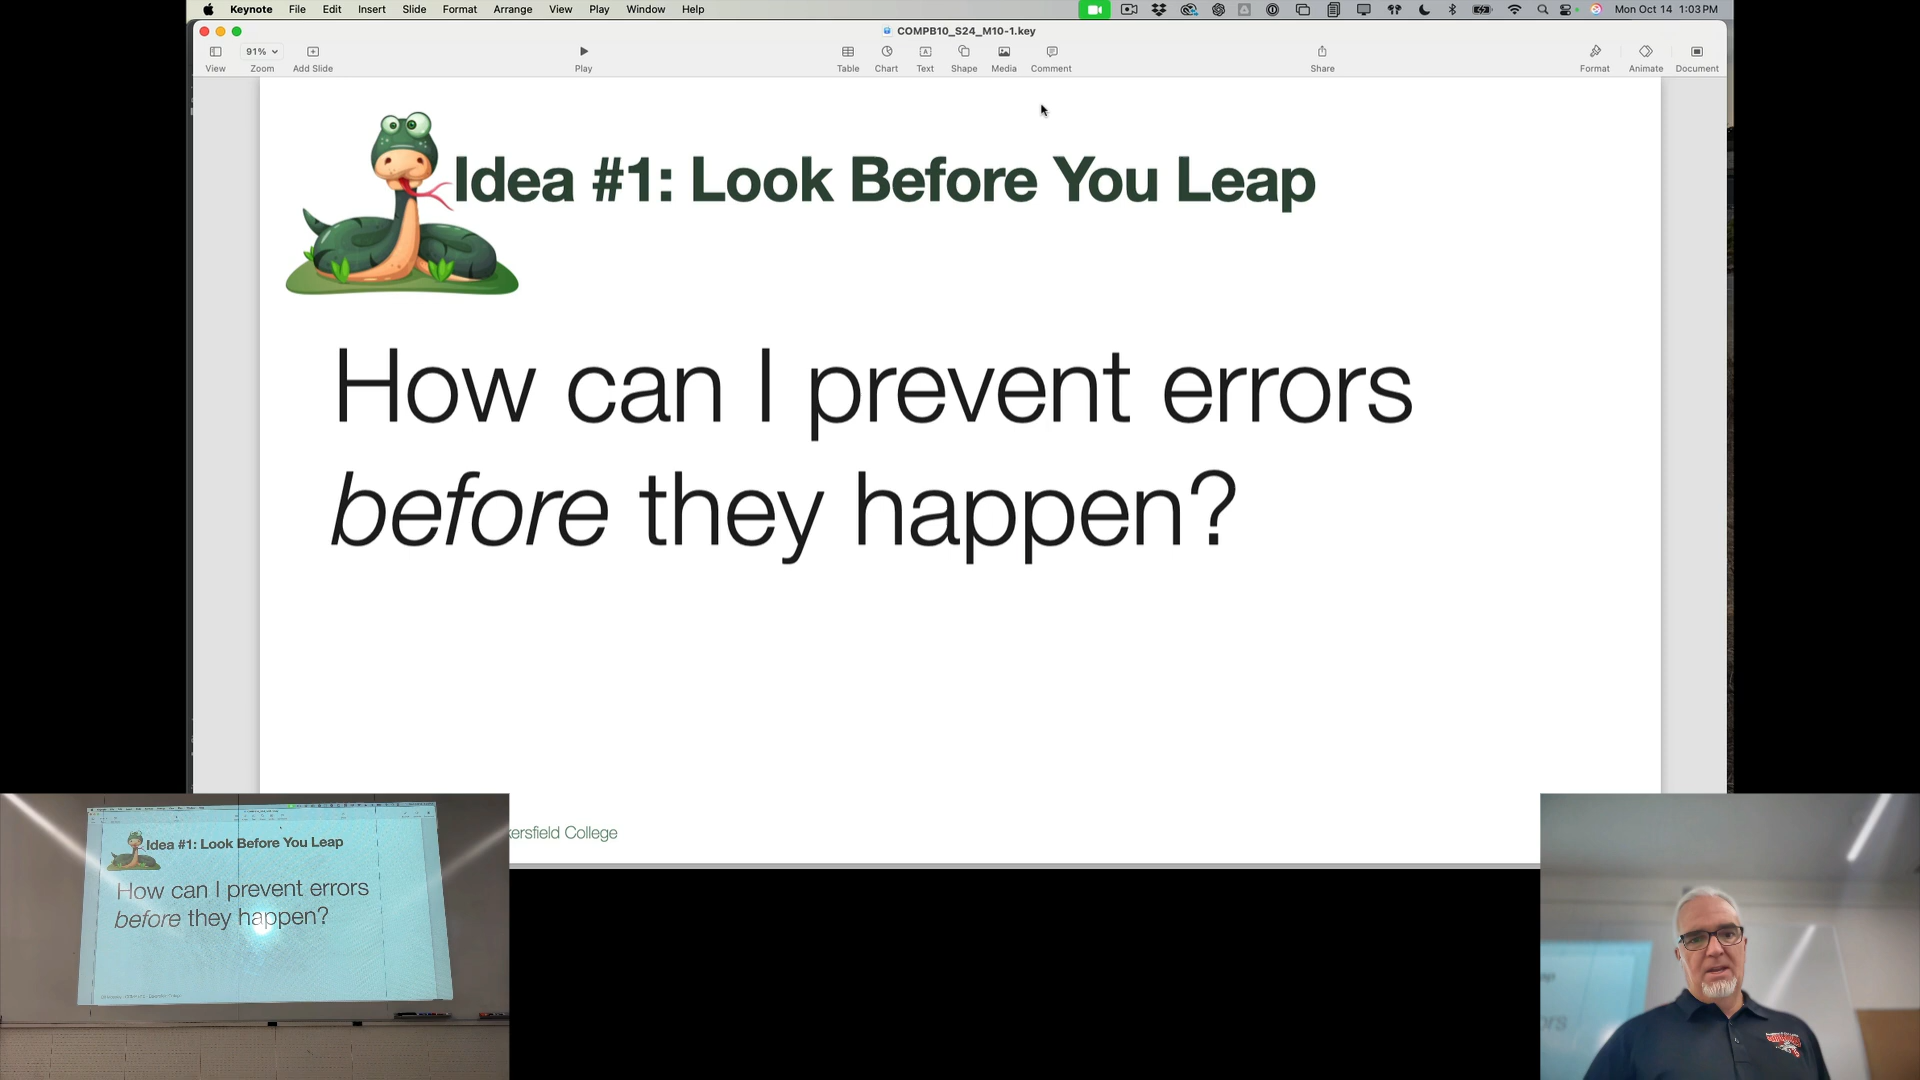 Keynote File Edit Insert Slide Format Arrange View Play Window Help
Mon Oct 14 1:03 PM
COMPB10_S24_M10-1.key
91%
View Zoom Add Slide Play Table Chart Text Shape Media Comment Share Format Animate Document
Idea #1: Look Before You Leap
How can I prevent errors
before they happen?
kersfield College
Idea #1: Look Before You Leap
How can I prevent errors
before they happen?